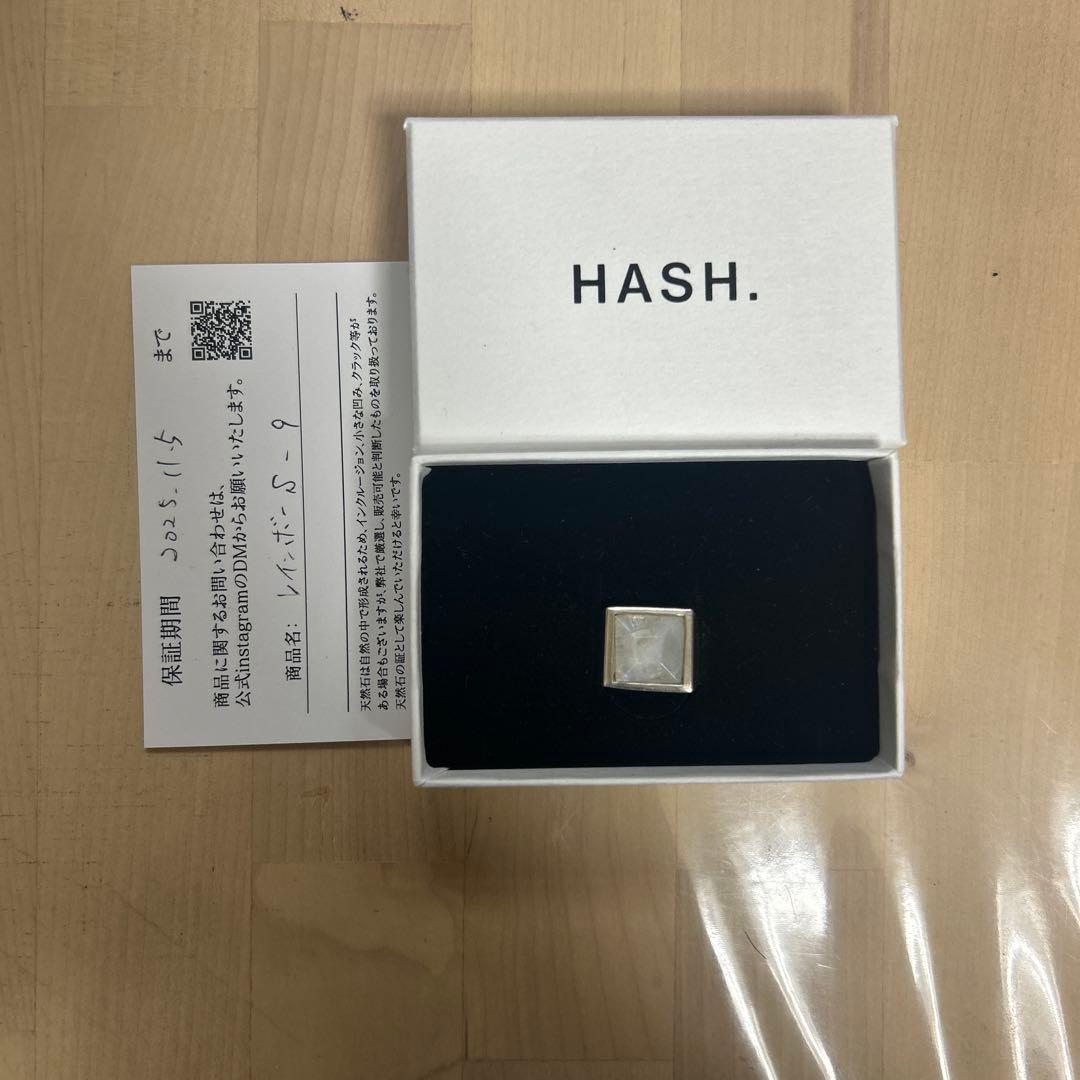 HASH.
保証期間 2025.11.5 まで
商品に関するお問い合わせは、
公式instagramのDMからお願いいたします。
商品名: レインボーS-9
天然石は自然の中で形成されるため、インクルージョン、小さな凹み、クラック等が
ある場合もございますが、弊社で厳選し、販売可能と判断したものを取り扱っております。
天然石の証として楽しんでいただけると幸いです。